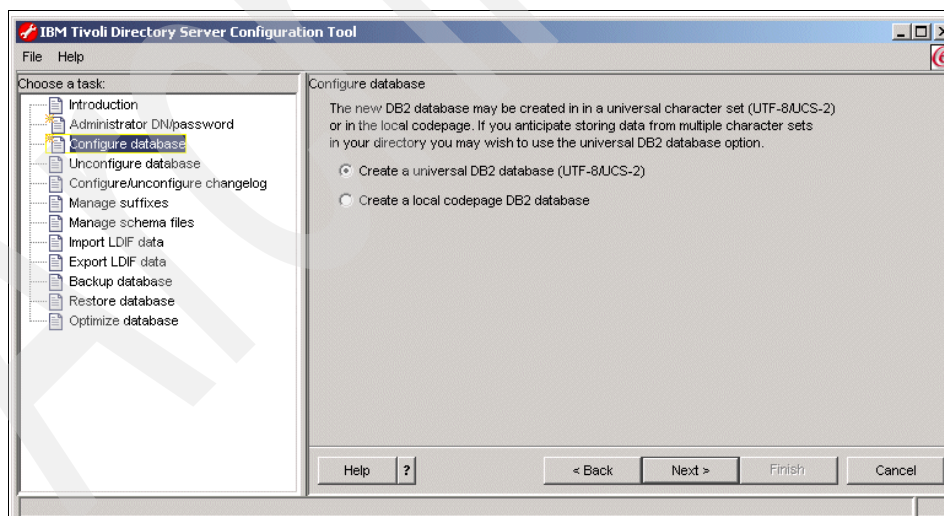 IBM Tivoli Directory Server Configuration Tool
File Help
Choose a task:
Introduction
Administrator DN/password
Configure database
Unconfigure database
Configure/unconfigure changelog
Manage suffixes
Manage schema files
Import LDIF data
Export LDIF data
Backup database
Restore database
Optimize database
Configure database
The new DB2 database may be created in in a universal character set (UTF-8/UCS-2)
or in the local codepage. If you anticipate storing data from multiple character sets
in your directory you may wish to use the universal DB2 database option.
Create a universal DB2 database (UTF-8/UCS-2)
Create a local codepage DB2 database
Help ? < Back Next > Finish Cancel